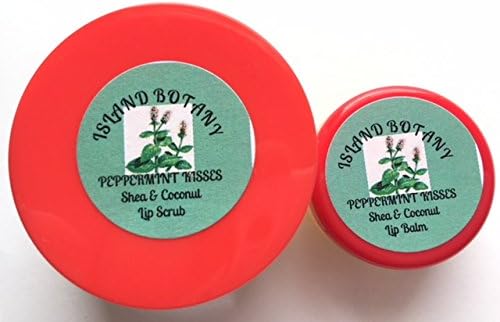 ISLAND BOTANY
PEPPERMINT KISSES
Shea & Coconut
Lip Scrub
ISLAND BOTANY
PEPPERMINT KISSES
Shea & Coconut
Lip Balm